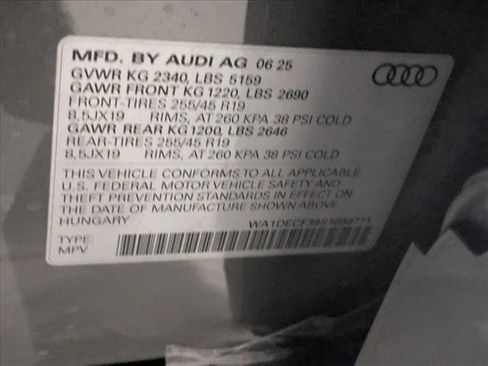 MFD. BY AUDI AG 06 25
GVWR KG 2340, LBS 5159
GAWR FRONT KG 1220, LBS 2690
FRONT-TIRES 255/45 R19
8,5JX19 RIMS, AT 260 KPA 38 PSI COLD
GAWR REAR KG 1200, LBS 2646
REAR-TIRES 255/45 R19
8,5JX19 RIMS, AT 260 KPA 38 PSI COLD
THIS VEHICLE CONFORMS TO ALL APPLICABLE
U.S. FEDERAL MOTOR VEHICLE SAFETY AND
THEFT PREVENTION STANDARDS IN EFFECT ON
THE DATE OF MANUFACTURE SHOWN ABOVE
HUNGARY
TYPE:
MPV